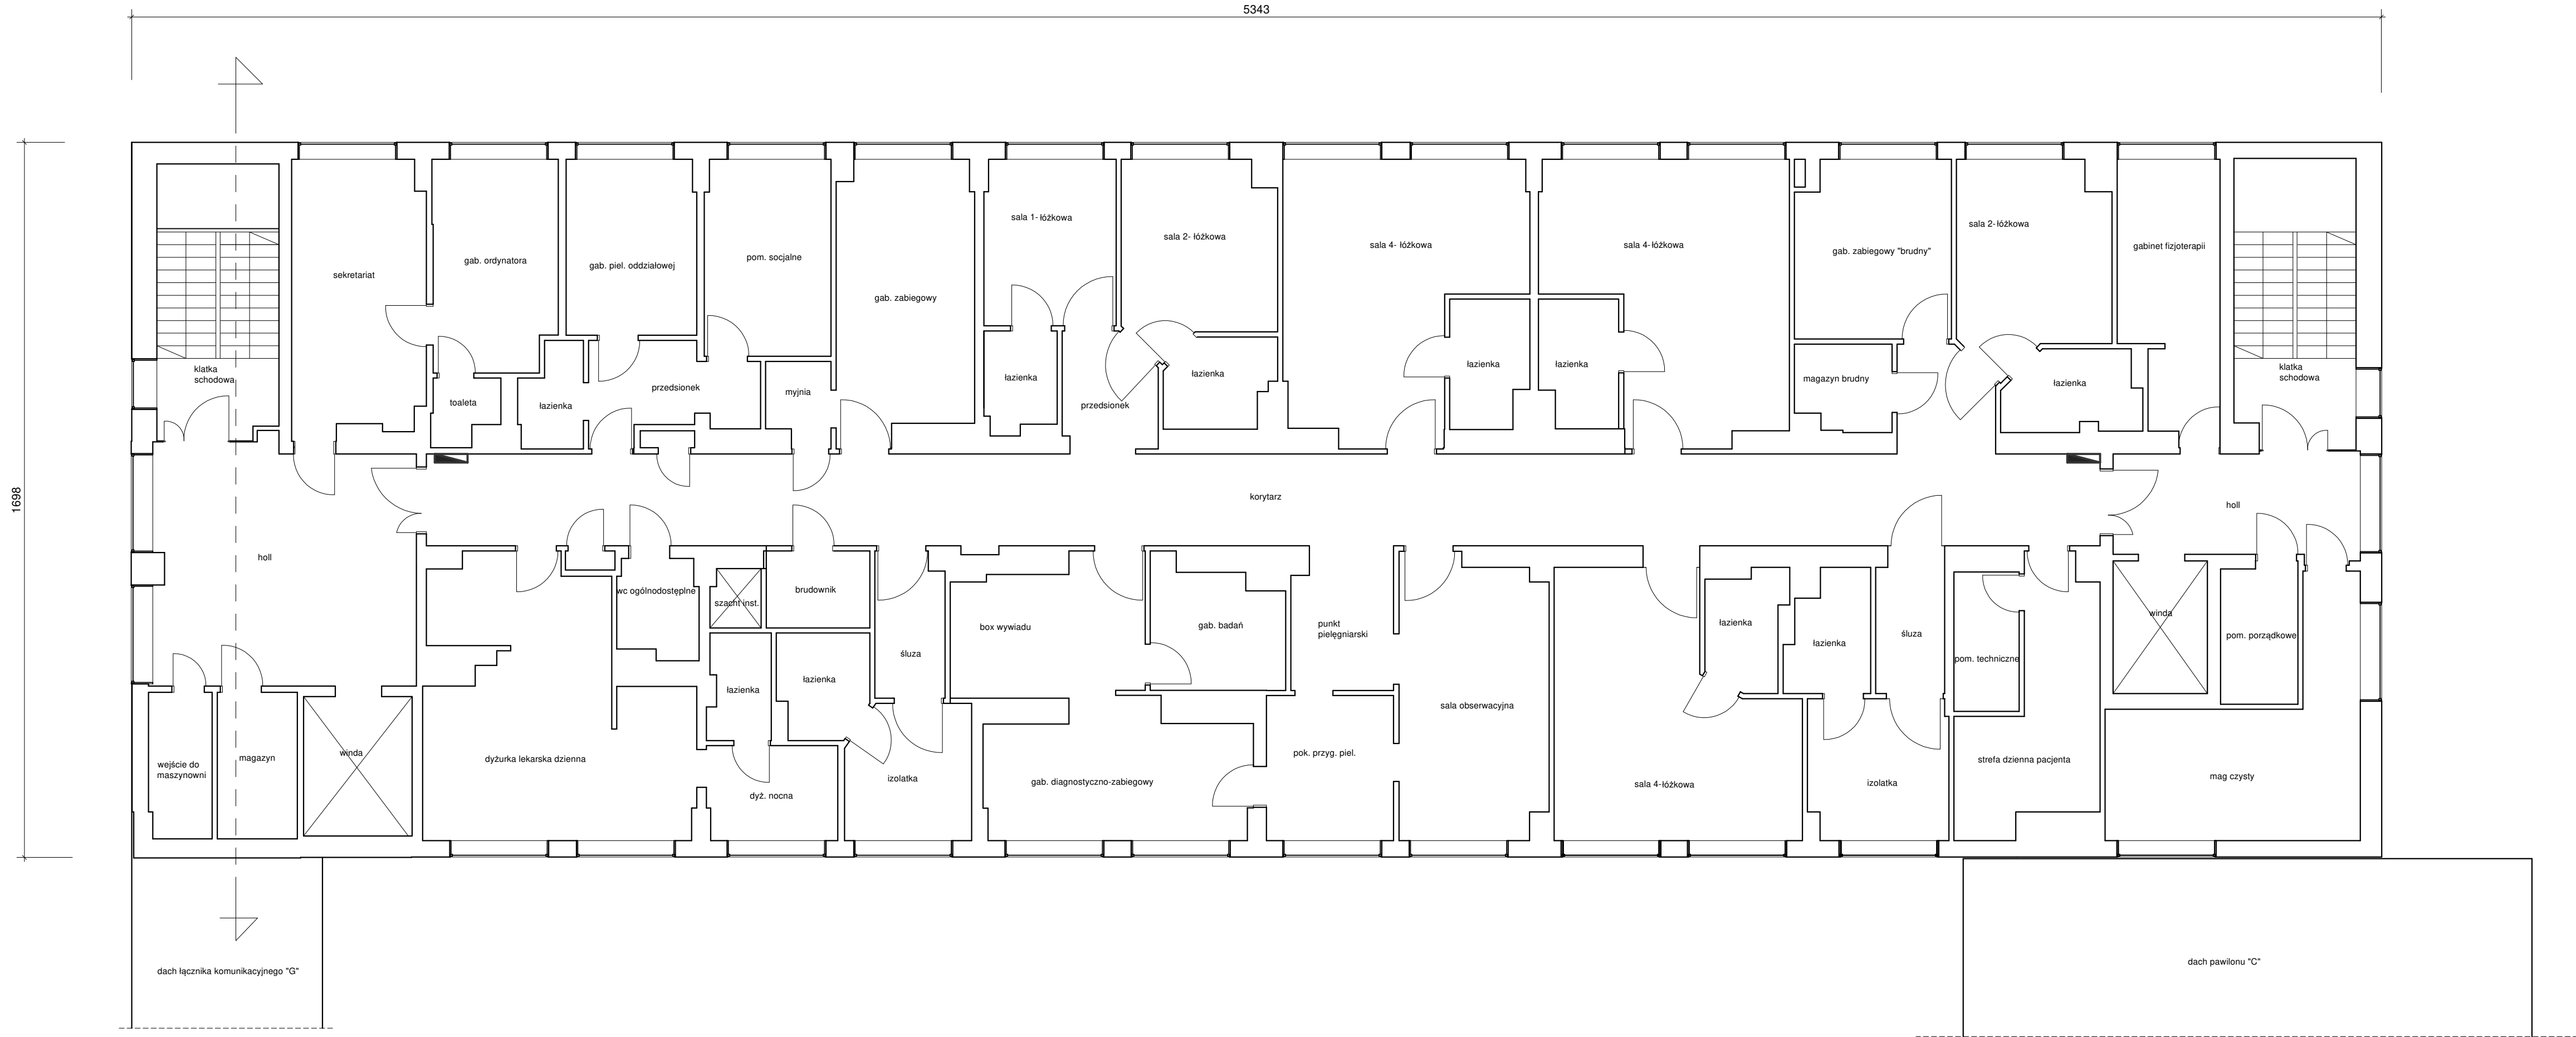 5343
1698
sala 1-łóżkowa
sala 2- łóżkowa
sala 4- łóżkowa
sala 4-łóżkowa
gab. zabiegowy "brudny"
sala 2-łóżkowa
gabinet fizjoterapii
sekretariat
gab. ordynatora
gab. piel. oddziałowej
pom. socjalne
gab. zabiegowy
klatka
schodowa
toaleta
łazienka
przedsionek
myjnia
łazienka
przedsionek
łazienka
łazienka
łazienka
magazyn brudny
łazienka
klatka
schodowa
korytarz
holl
holl
wc ogólnodostępne
szacht inst.
brudownik
śluza
box wywiadu
gab. badań
punkt
pielęgniarski
łazienka
łazienka
śluza
pom. techniczne
winda
pom. porządkowe
łazienka
łazienka
sala obserwacyjna
wejście do
maszynowni
magazyn
winda
dyżurka lekarska dzienna
dyż. nocna
izolatka
gab. diagnostyczno-zabiegowy
pok. przyg. piel.
sala 4-łóżkowa
izolatka
strefa dzienna pacjenta
mag czysty
dach łącznika komunikacyjnego "G"
dach pawilonu "C"